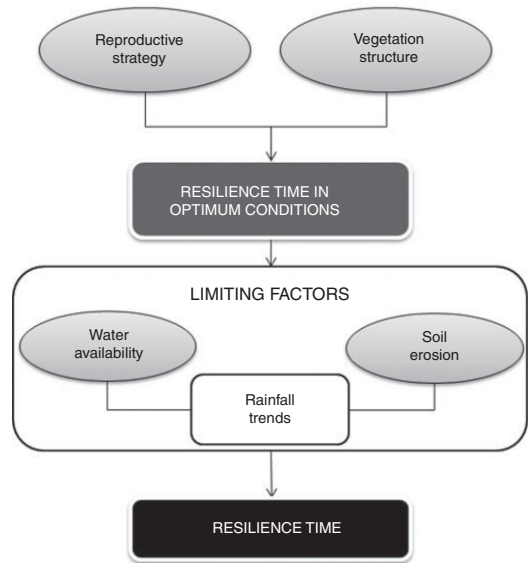 Reproductive
strategy
Vegetation
structure
RESILIENCE TIME IN
OPTIMUM CONDITIONS
LIMITING FACTORS
Water
availability
Soil
erosion
Rainfall
trends
RESILIENCE TIME